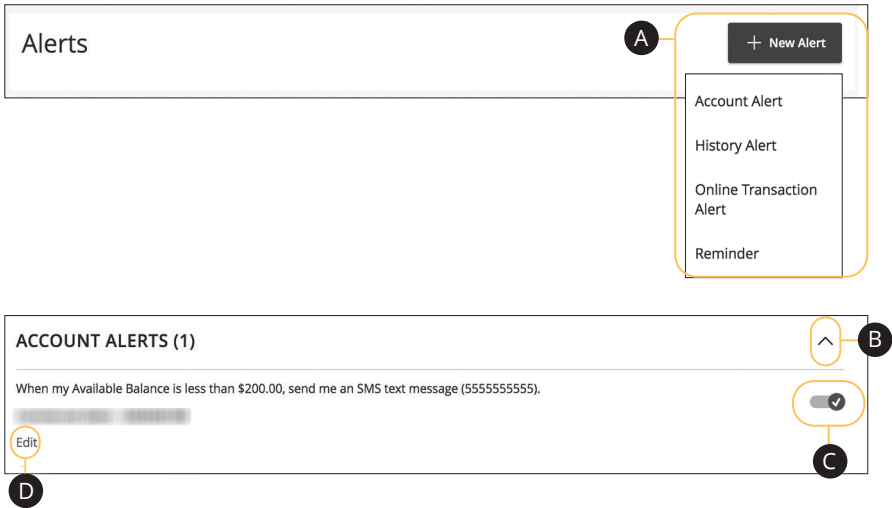 Alerts
A
+ New Alert
Account Alert
History Alert
Online Transaction
Alert
Reminder
ACCOUNT ALERTS (1)
B
When my Available Balance is less than $200.00, send me an SMS text message (5555555555).
Edit
C
D